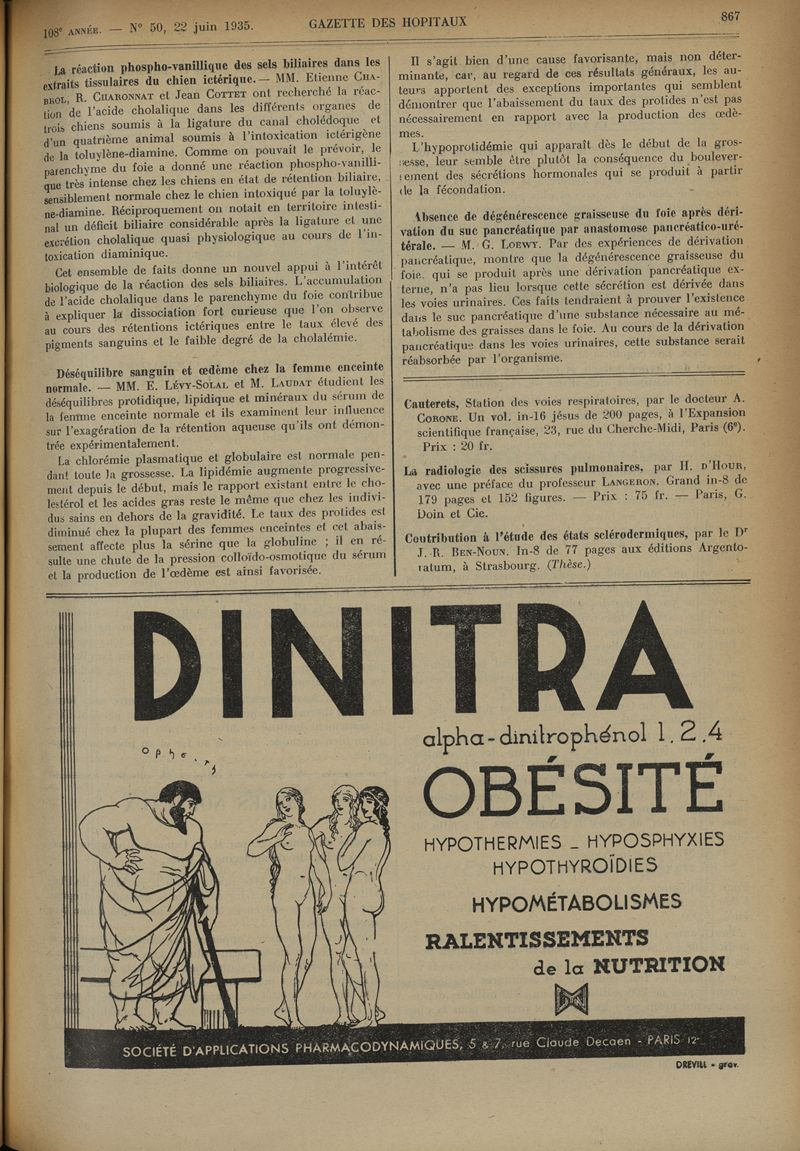 108e ANNÉE. — N° 50, 22 juin 1935.
GAZETTE DES HOPITAUX
867
La réaction phospho-vanillique des sels biliaires dans les
extraits tissulaires du chien ictérique. — MM. Etienne CHA-
BROL, R. CHARONNAT et Jean COTTET ont recherché la réac-
tion de l'acide cholalique dans les différents organes de
trois chiens soumis à la ligature du canal cholédoque et
d'un quatrième animal soumis à l'intoxication ictérigène
de la toluylène-diamine. Comme on pouvait le prévoir, le
parenchyme du foie a donné une réaction phospho-vanilli-
que très intense chez les chiens en état de rétention biliaire,
sensiblement normale chez le chien intoxiqué par la toluylè-
ne-diamine. Réciproquement on notait en territoire intesti-
nal un déficit biliaire considérable après la ligature et une
excrétion cholalique quasi physiologique au cours de l'in-
toxication diaminique.
Cet ensemble de faits donne un nouvel appui à l'intérêt
biologique de la réaction des sels biliaires. L'accumulation
de l'acide cholalique dans le parenchyme du foie contribue
à expliquer la dissociation fort curieuse que l'on observe
au cours des rétentions ictériques entre le taux élevé des
pigments sanguins et le faible degré de la cholalémie.
Déséquilibre sanguin et œdème chez la femme enceinte
normale. — MM. E. LÉVY-SOLAL et M. LAUDAT étudient les
déséquilibres protidique, lipidique et minéraux du sérum de
la femme enceinte normale et ils examinent leur influence
sur l'exagération de la rétention aqueuse qu'ils ont démon-
trée expérimentalement.
La chlorémie plasmatique et globulaire est normale pen-
dant toute la grossesse. La lipidémie augmente progressive-
ment depuis le début, mais le rapport existant entre le cho-
lestérol et les acides gras reste le même que chez les indivi-
dus sains en dehors de la gravidité. Le taux des protides est
diminué chez la plupart des femmes enceintes et cet abais-
sement affecte plus la sérine que la globuline ; il en ré-
sulte une chute de la pression colloïdo-osmotique du sérum
et la production de l'œdème est ainsi favorisée.
Il s'agit bien d'une cause favorisante, mais non déter-
minante, car, au regard de ces résultats généraux, les au-
teurs apportent des exceptions importantes qui semblent
démontrer que l'abaissement du taux des protides n'est pas
nécessairement en rapport avec la production des œdè-
mes.
L'hypoprotidémie qui apparaît dès le début de la gros-
sesse, leur semble être plutôt la conséquence du boulever-
sement des sécrétions hormonales qui se produit à partir
de la fécondation.
Absence de dégénérescence graisseuse du foie après déri-
vation du suc pancréatique par anastomose pancréatico-uré-
térale. — M. G. LOEWY. Par des expériences de dérivation
pancréatique, montre que la dégénérescence graisseuse du
foie, qui se produit après une dérivation pancréatique ex-
terne, n'a pas lieu lorsque cette sécrétion est dérivée dans
les voies urinaires. Ces faits tendraient à prouver l'existence
dans le suc pancréatique d'une substance nécessaire au mé-
tabolisme des graisses dans le foie. Au cours de la dérivation
pancréatique dans les voies urinaires, cette substance serait
réabsorbée par l'organisme.
Cauterets, Station des voies respiratoires, par le docteur A.
CORONE. Un vol. in-16 jésus de 200 pages, à l'Expansion
scientifique française, 23, rue du Cherche-Midi, Paris (6e).
Prix : 20 fr.
La radiologie des scissures pulmonaires, par H. D'HOUR,
avec une préface du professeur LANGERON. Grand in-8 de
179 pages et 152 figures. — Prix : 75 fr. — Paris, G.
Doin et Cie.
Contribution à l'étude des états sclérodermiques, par le Dr
J.-R. BEN-NOUN. In-8 de 77 pages aux éditions Argento-
ratum, à Strasbourg. (Thèse.)
DINITRA
alpha-dinitrophénol 1.2.4
OBÉSITÉ
HYPOTHERMIES _ HYPOSPHYXIES
HYPOTHYROÏDIES
HYPOMÉTABOLISMES
RALENTISSEMENTS
de la NUTRITION
SOCIÉTÉ D'APPLICATIONS PHARMACODYNAMIQUES, 5 & 7, rue Claude Decaen - PARIS 12e
DREVILL - grav.